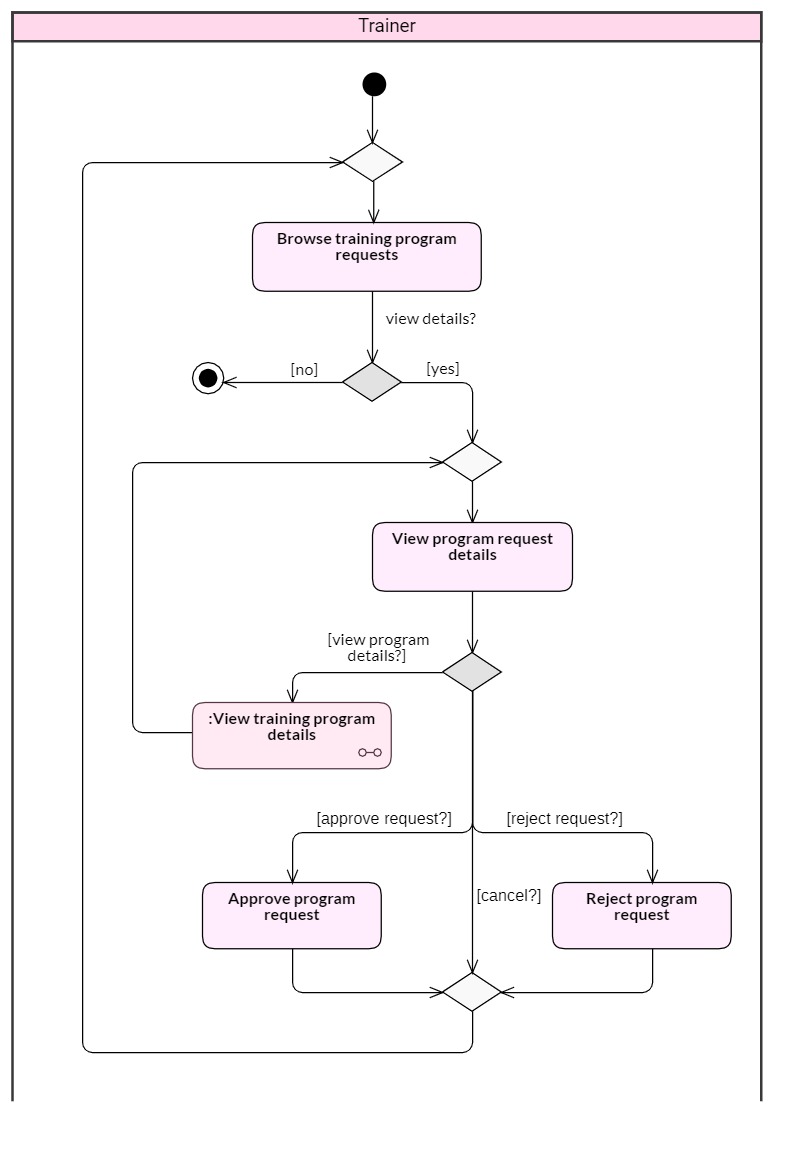 Trainer
Browse training program
requests
view details?
[no]
[yes]
View program request
details
[view program
details?]
:View training program
details
[approve request?]
[reject request?]
Approve program
request
[cancel?]
Reject program
request